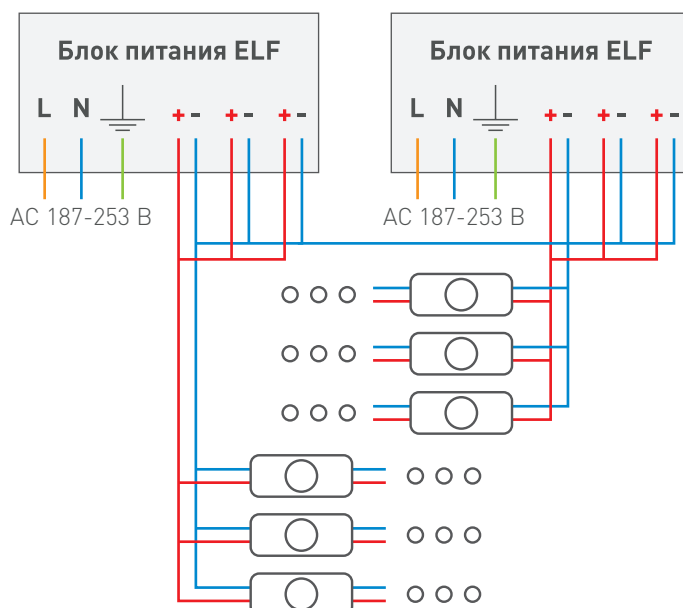 Блок питания ELF
L N + - + - + -
AC 187-253 В
Блок питания ELF
L N + - + - + -
AC 187-253 В